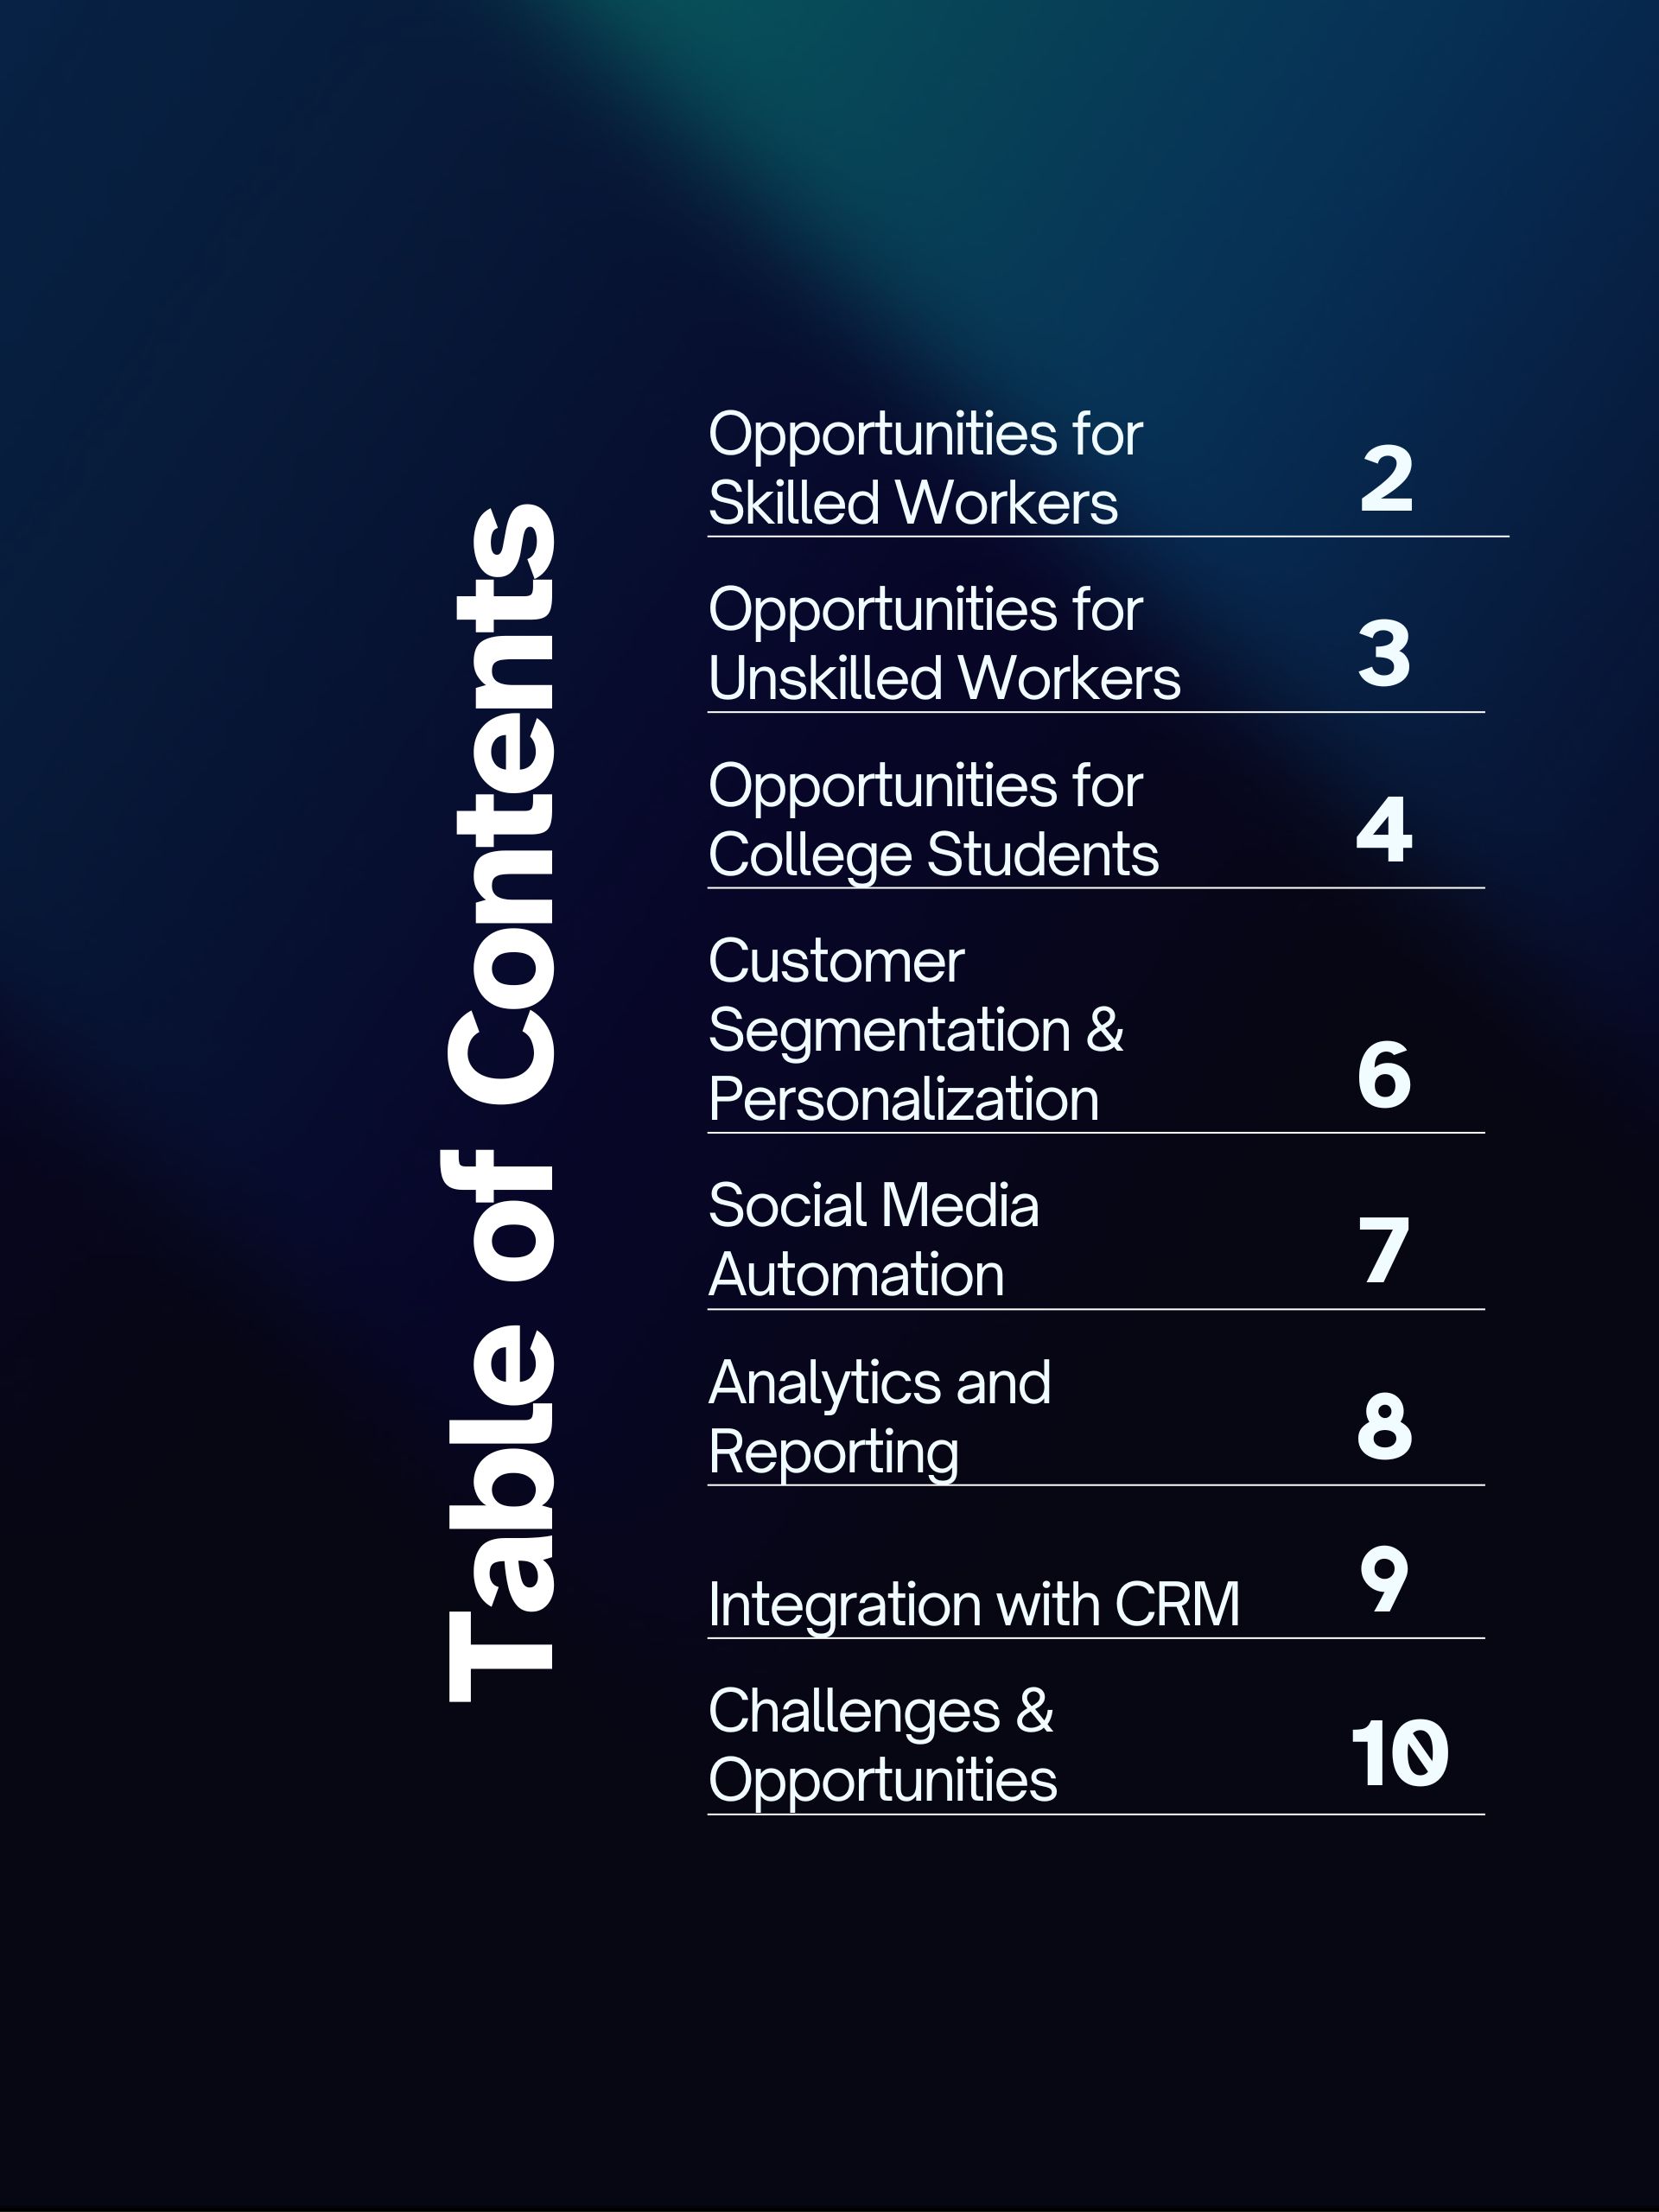 Table of Contents
Opportunities for
Skilled Workers
2
Opportunities for
Unskilled Workers
3
Opportunities for
College Students
4
Customer
Segmentation &
Personalization
6
Social Media
Automation
7
Analytics and
Reporting
8
Integration with CRM
9
Challenges &
Opportunities
10